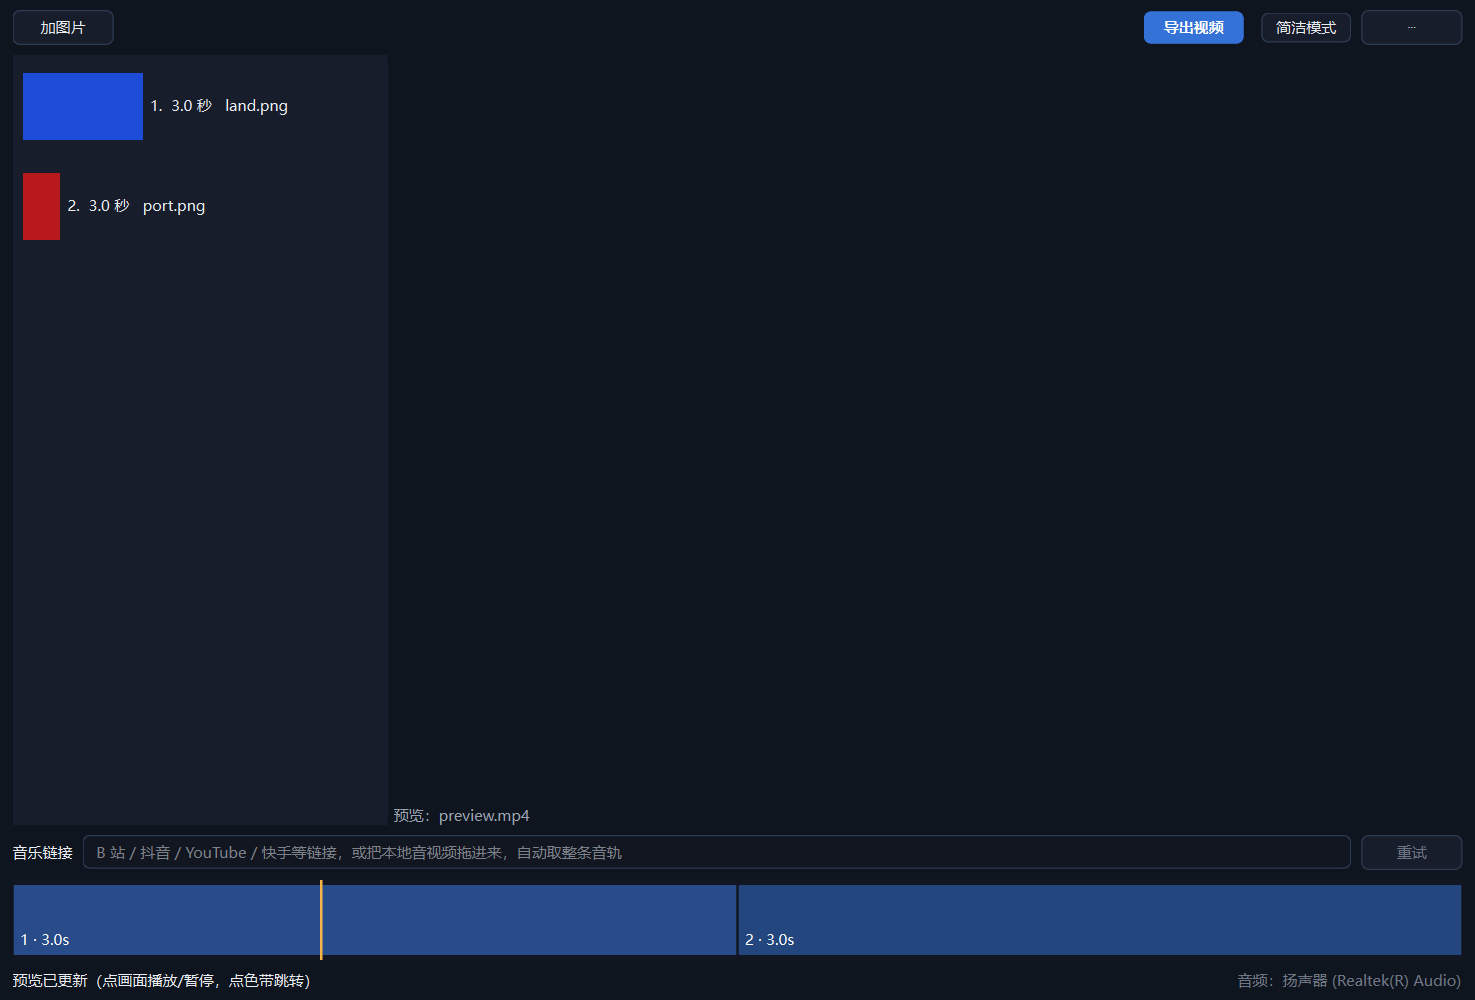 加图片
导出视频
简洁模式
...
1. 3.0 秒 land.png
2. 3.0 秒 port.png
预览：preview.mp4
音乐链接
B 站 / 抖音 / YouTube / 快手等链接，或把本地音视频拖进来，自动取整条音轨
重试
1 · 3.0s
2 · 3.0s
预览已更新（点画面播放/暂停，点色带跳转）
音频：扬声器 (Realtek(R) Audio)